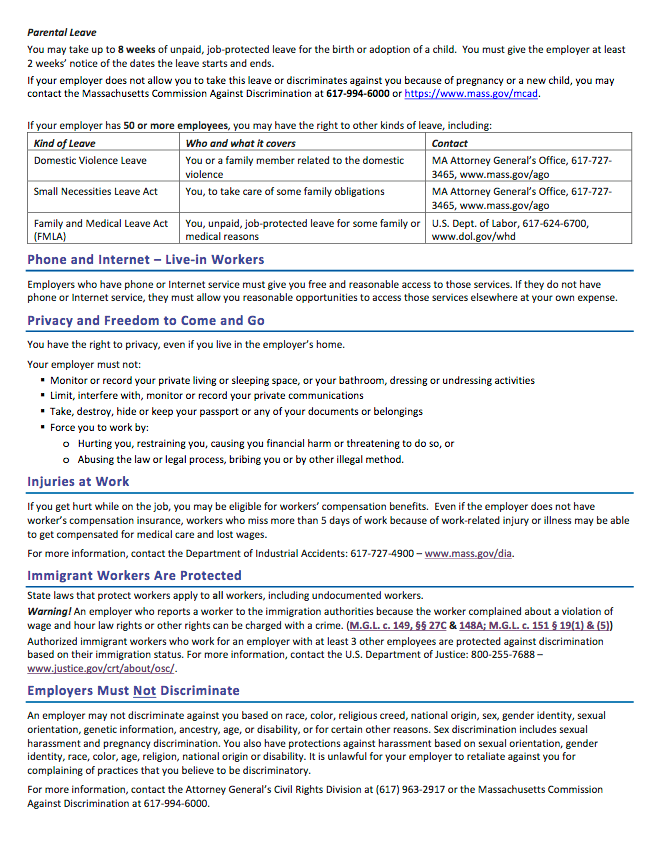 Parental Leave
You may take up to 8 weeks of unpaid, job-protected leave for the birth or adoption of a child.  You must give the employer at least
2 weeks’ notice of the dates the leave starts and ends.
If your employer does not allow you to take this leave or discriminates against you because of pregnancy or a new child, you may
contact the Massachusetts Commission Against Discrimination at 617-994-6000 or https://www.mass.gov/mcad.
If your employer has 50 or more employees, you may have the right to other kinds of leave, including:
Kind of Leave
Who and what it covers
Contact
Domestic Violence Leave
You or a family member related to the domestic
violence
MA Attorney General’s Office, 617-727-
3465, www.mass.gov/ago
Small Necessities Leave Act
You, to take care of some family obligations
MA Attorney General’s Office, 617-727-
3465, www.mass.gov/ago
Family and Medical Leave Act
(FMLA)
You, unpaid, job-protected leave for some family or
medical reasons
U.S. Dept. of Labor, 617-624-6700,
www.dol.gov/whd
Phone and Internet – Live-in Workers
Employers who have phone or Internet service must give you free and reasonable access to those services. If they do not have
phone or Internet service, they must allow you reasonable opportunities to access those services elsewhere at your own expense.
Privacy and Freedom to Come and Go
You have the right to privacy, even if you live in the employer’s home.
Your employer must not:
▪ Monitor or record your private living or sleeping space, or your bathroom, dressing or undressing activities
▪ Limit, interfere with, monitor or record your private communications
▪ Take, destroy, hide or keep your passport or any of your documents or belongings
▪ Force you to work by:
o Hurting you, restraining you, causing you financial harm or threatening to do so, or
o Abusing the law or legal process, bribing you or by other illegal method.
Injuries at Work
If you get hurt while on the job, you may be eligible for workers’ compensation benefits.  Even if the employer does not have
worker’s compensation insurance, workers who miss more than 5 days of work because of work-related injury or illness may be able
to get compensated for medical care and lost wages.
For more information, contact the Department of Industrial Accidents: 617-727-4900 – www.mass.gov/dia.
Immigrant Workers Are Protected
State laws that protect workers apply to all workers, including undocumented workers.
Warning! An employer who reports a worker to the immigration authorities because the worker complained about a violation of
wage and hour law rights or other rights can be charged with a crime. (M.G.L. c. 149, §§ 27C & 148A; M.G.L. c. 151 § 19(1) & (5))
Authorized immigrant workers who work for an employer with at least 3 other employees are protected against discrimination
based on their immigration status. For more information, contact the U.S. Department of Justice: 800-255-7688 –
www.justice.gov/crt/about/osc/.
Employers Must Not Discriminate
An employer may not discriminate against you based on race, color, religious creed, national origin, sex, gender identity, sexual
orientation, genetic information, ancestry, age, or disability, or for certain other reasons. Sex discrimination includes sexual
harassment and pregnancy discrimination. You also have protections against harassment based on sexual orientation, gender
identity, race, color, age, religion, national origin or disability. It is unlawful for your employer to retaliate against you for
complaining of practices that you believe to be discriminatory.
For more information, contact the Attorney General’s Civil Rights Division at (617) 963-2917 or the Massachusetts Commission
Against Discrimination at 617-994-6000.